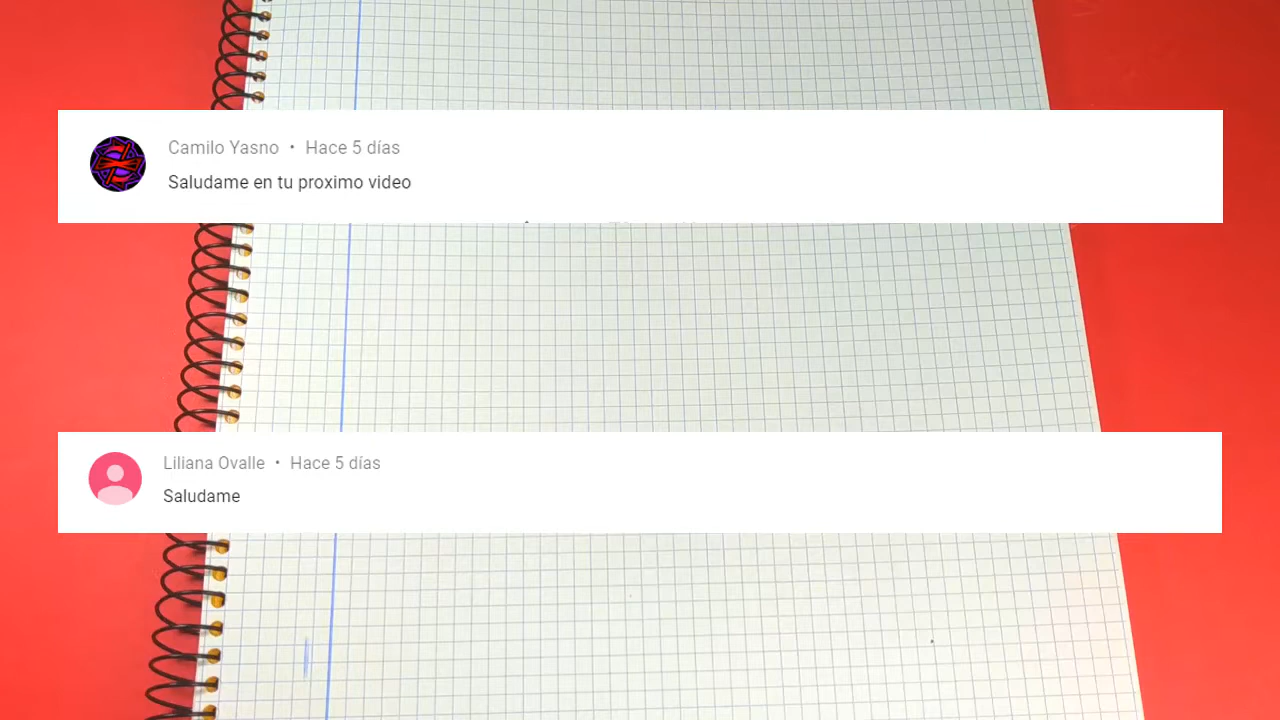 Camilo Yasno • Hace 5 días
Saludame en tu proximo video
Liliana Ovalle • Hace 5 días
Saludame